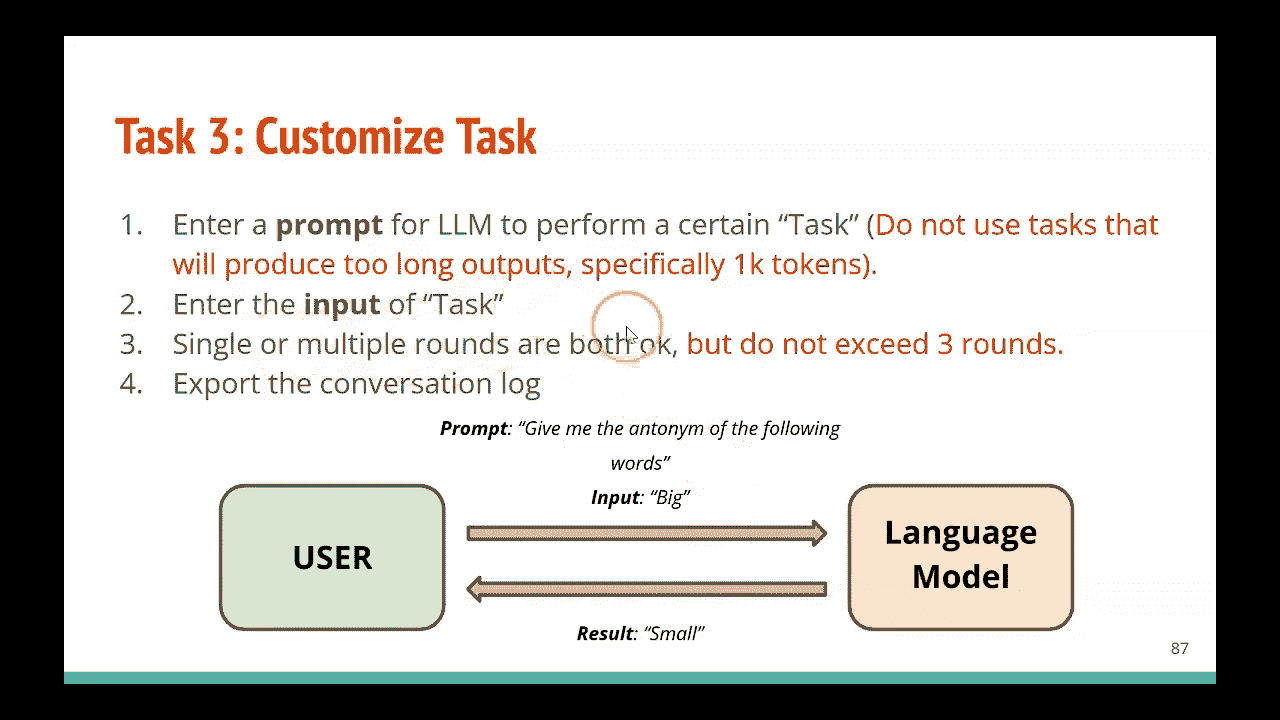 Task 3: Customize Task
1. Enter a prompt for LLM to perform a certain “Task” (Do not use tasks that
will produce too long outputs, specifically 1k tokens).
2. Enter the input of “Task”
3. Single or multiple rounds are both ok, but do not exceed 3 rounds.
4. Export the conversation log
Prompt: “Give me the antonym of the following
words”
Input: “Big”
USER
Language
Model
Result: “Small”
87